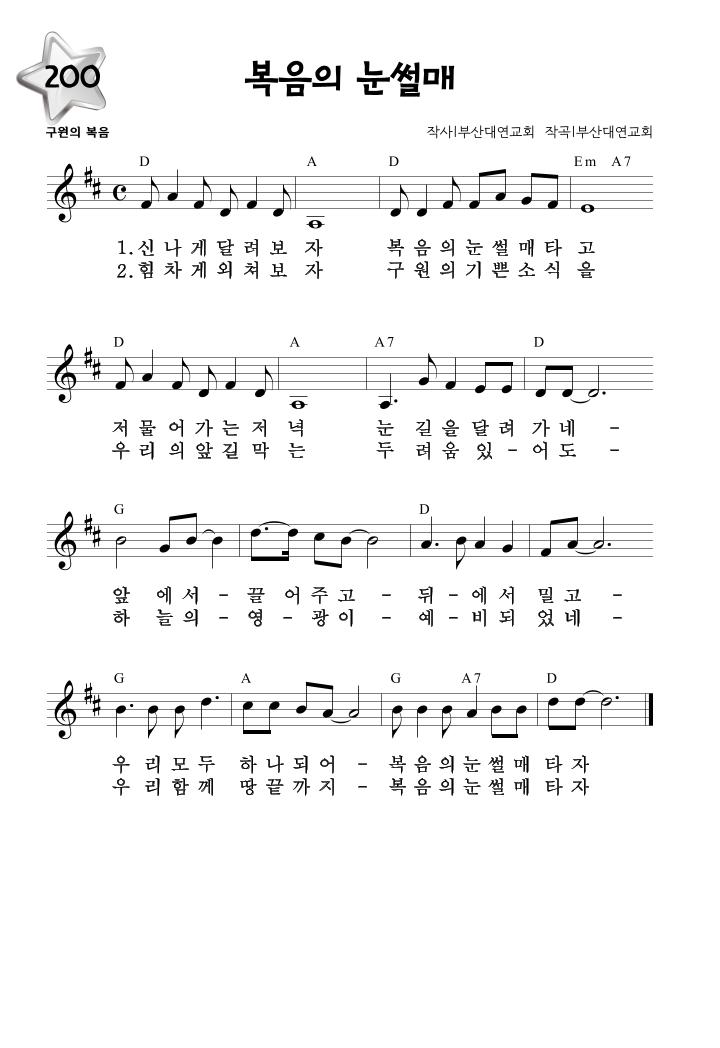 200
복음의 눈썰매
구원의 복음
작사|부산대연교회 작곡|부산대연교회
D A D Em A7
1.신나게달려보자 복음의눈썰매타고
2.힘차게외쳐보자 구원의기쁜소식을
D A A7 D
저물어가는저녁 눈길을달려가네-
우리의앞길막는 두려움있-어도-
G D
앞에서-끌어주고-뒤-에서밀고-
하늘의-영-광이-예-비되었네-
G A G A7 D
우리모두하나되어-복음의눈썰매타자
우리함께땅끝까지-복음의눈썰매타자